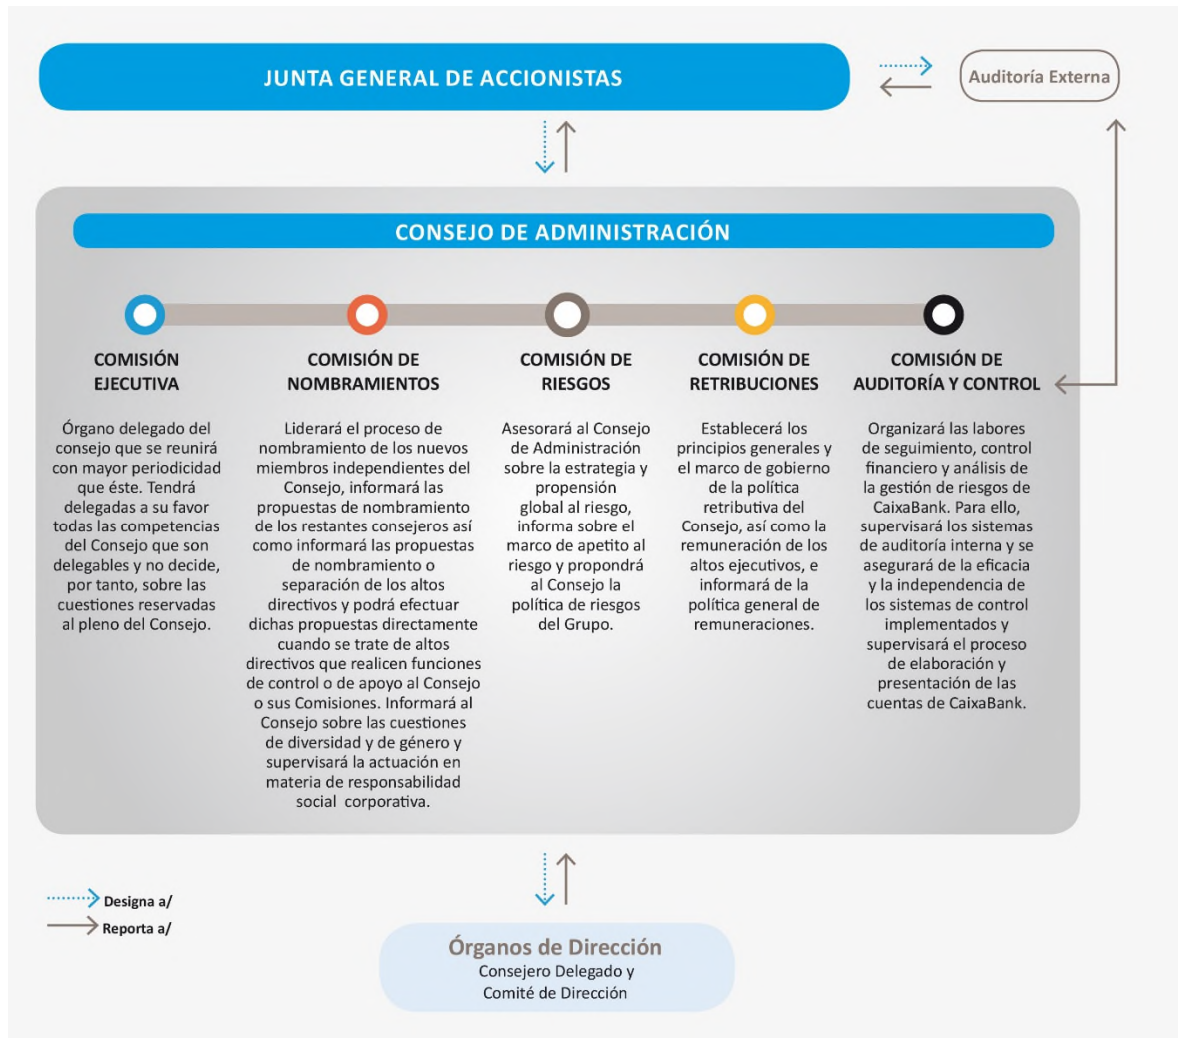 JUNTA GENERAL DE ACCIONISTAS
Auditoría Externa
CONSEJO DE ADMINISTRACIÓN
COMISIÓN
EJECUTIVA
Órgano delegado del
consejo que se reunirá
con mayor periodicidad
que éste. Tendrá
delegadas a su favor
todas las competencias
del Consejo que son
delegables y no decide,
por tanto, sobre las
cuestiones reservadas
al pleno del Consejo.
COMISIÓN DE
NOMBRAMIENTOS
Liderará el proceso de
nombramiento de los nuevos
miembros independientes del
Consejo, informará las
propuestas de nombramiento
de los restantes consejeros así
como informará las propuestas
de nombramiento o
separación de los altos
directivos y podrá efectuar
dichas propuestas directamente
cuando se trate de altos
directivos que realicen funciones
de control o de apoyo al Consejo
o sus Comisiones. Informará al
Consejo sobre las cuestiones
de diversidad y de género y
supervisará la actuación en
materia de responsabilidad
social corporativa.
COMISIÓN DE
RIESGOS
Asesorará al Consejo
de Administración
sobre la estrategia y
propensión
global al riesgo,
informa sobre el
marco de apetito al
riesgo y propondrá
al Consejo la
política de riesgos
del Grupo.
COMISIÓN DE
RETRIBUCIONES
Establecerá los
principios generales y
el marco de gobierno
de la política
retributiva del
Consejo, así como la
remuneración de los
altos ejecutivos, e
informará de la
política general de
remuneraciones.
COMISIÓN DE
AUDITORÍA Y CONTROL
Organizará las labores
de seguimiento, control
financiero y análisis de
la gestión de riesgos de
CaixaBank. Para ello,
supervisará los sistemas
de auditoría interna y se
asegurará de la eficacia
y la independencia de
los sistemas de control
implementados y
supervisará el proceso
de elaboración y
presentación de las
cuentas de CaixaBank.
Designa a/
Reporta a/
Órganos de Dirección
Consejero Delegado y
Comité de Dirección